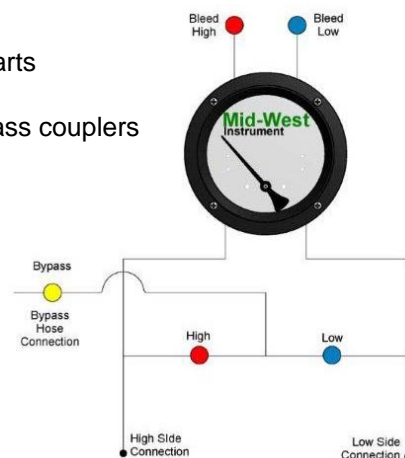 Bleed
High
Bleed
Low
arts
ass couplers
Mid-West
Instrument
Bypass
Bypass
Hose
Connection
High
Low
High SIde
Connection
Low Side
Connection